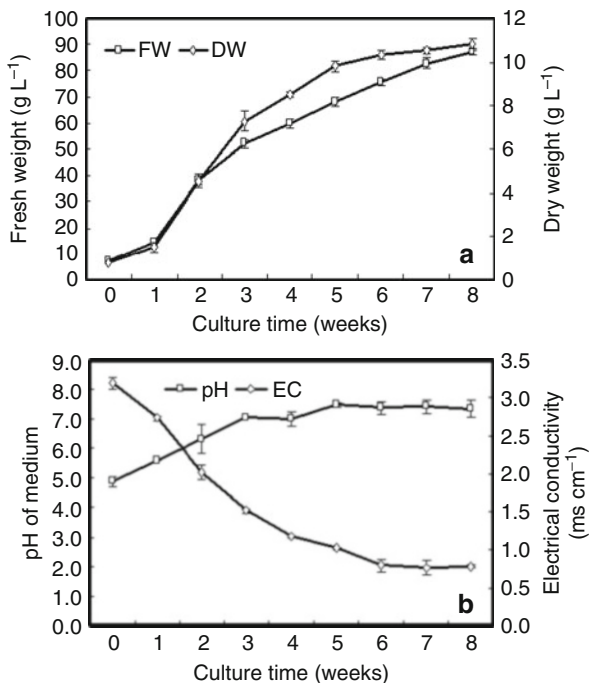 FW DW
Fresh weight (g L⁻¹)
100
90
80
70
60
50
40
30
20
10
0
Dry weight (g L⁻¹)
12
10
8
6
4
2
0
a
0 1 2 3 4 5 6 7 8
Culture time (weeks)
pH EC
pH of medium
9.0
8.0
7.0
6.0
5.0
4.0
3.0
2.0
1.0
0.0
Electrical conductivity
(ms cm⁻¹)
3.5
3.0
2.5
2.0
1.5
1.0
0.5
0.0
b
0 1 2 3 4 5 6 7 8
Culture time (weeks)